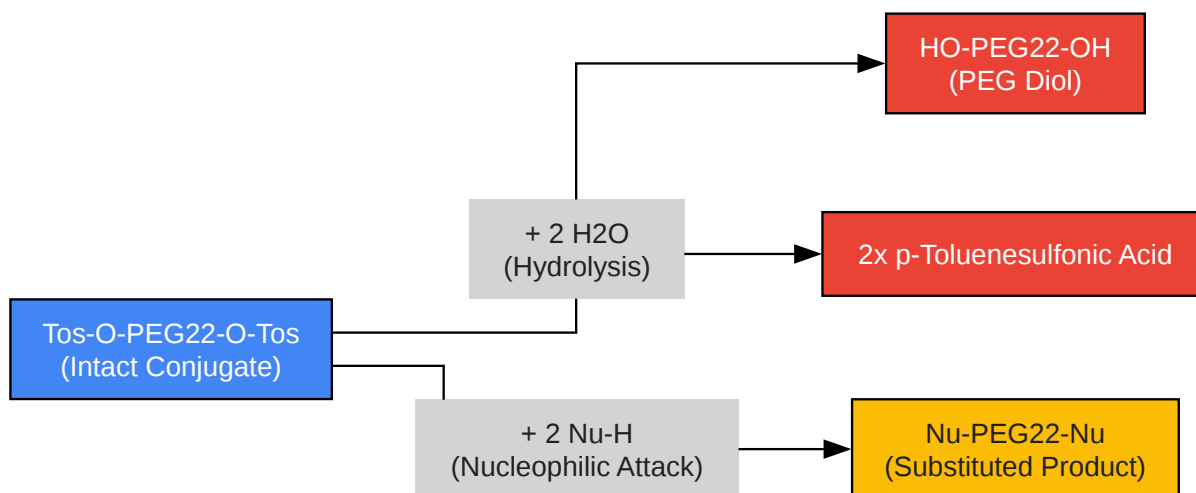 HO-PEG22-OH
(PEG Diol)
+ 2 H2O
(Hydrolysis)
2x p-Toluenesulfonic Acid
Tos-O-PEG22-O-Tos
(Intact Conjugate)
+ 2 Nu-H
(Nucleophilic Attack)
Nu-PEG22-Nu
(Substituted Product)